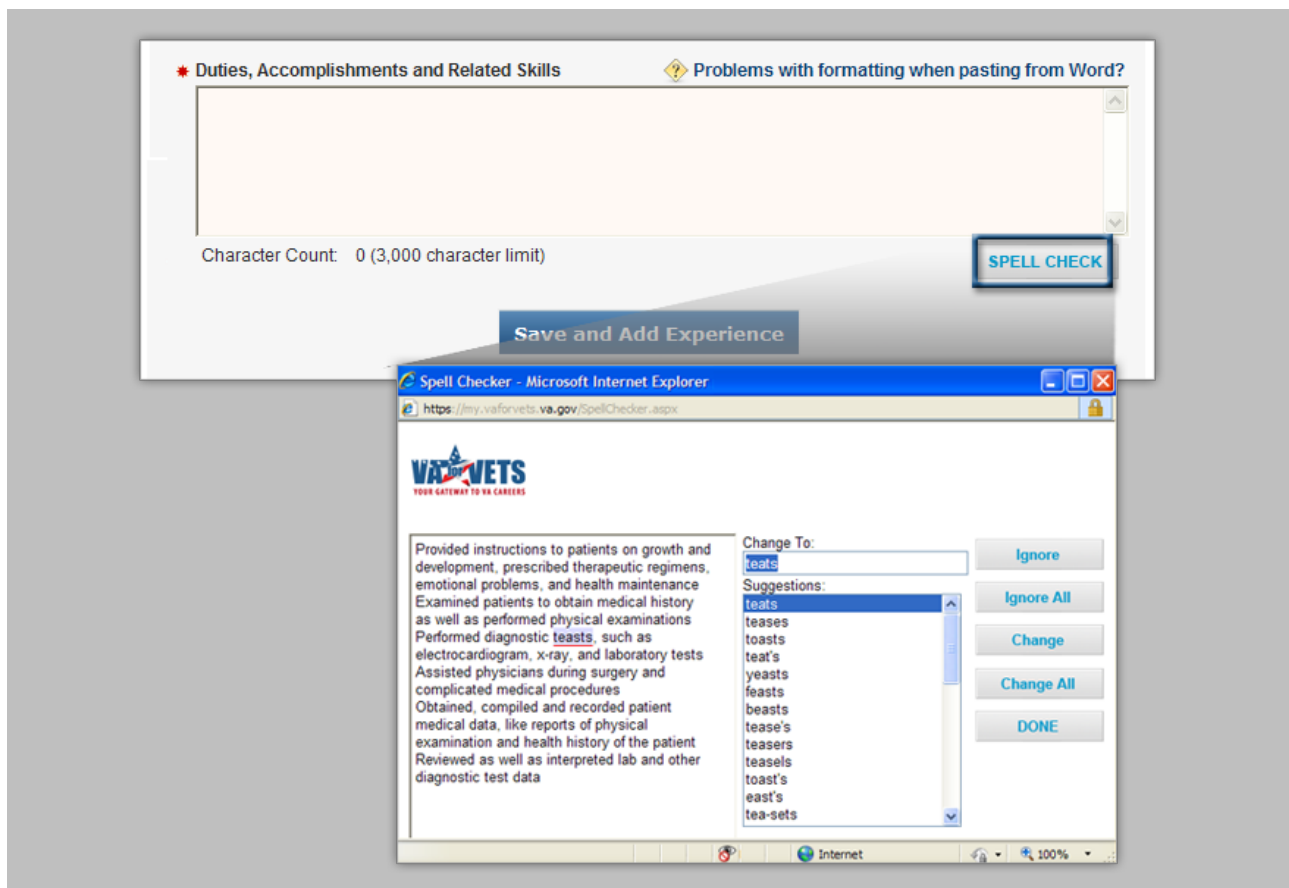 Duties, Accomplishments and Related Skills
Problems with formatting when pasting from Word?
Character Count: 0 (3,000 character limit)
SPELL CHECK
Save and Add Experience
Spell Checker - Microsoft Internet Explorer
https://my.vaforvets.va.gov/SpellChecker.aspx
VA for VETS
YOUR GATEWAY TO VA CAREERS
Provided instructions to patients on growth and
development, prescribed therapeutic regimens,
emotional problems, and health maintenance
Examined patients to obtain medical history
as well as performed physical examinations
Performed diagnostic teasts, such as
electrocardiogram, x-ray, and laboratory tests
Assisted physicians during surgery and
complicated medical procedures
Obtained, compiled and recorded patient
medical data, like reports of physical
examination and health history of the patient
Reviewed as well as interpreted lab and other
diagnostic test data
Change To:
teats
Suggestions:
teats
teases
toasts
teat's
yeasts
feasts
beasts
tease's
teasers
teasels
toast's
east's
tea-sets
Ignore
Ignore All
Change
Change All
DONE
Internet
100%